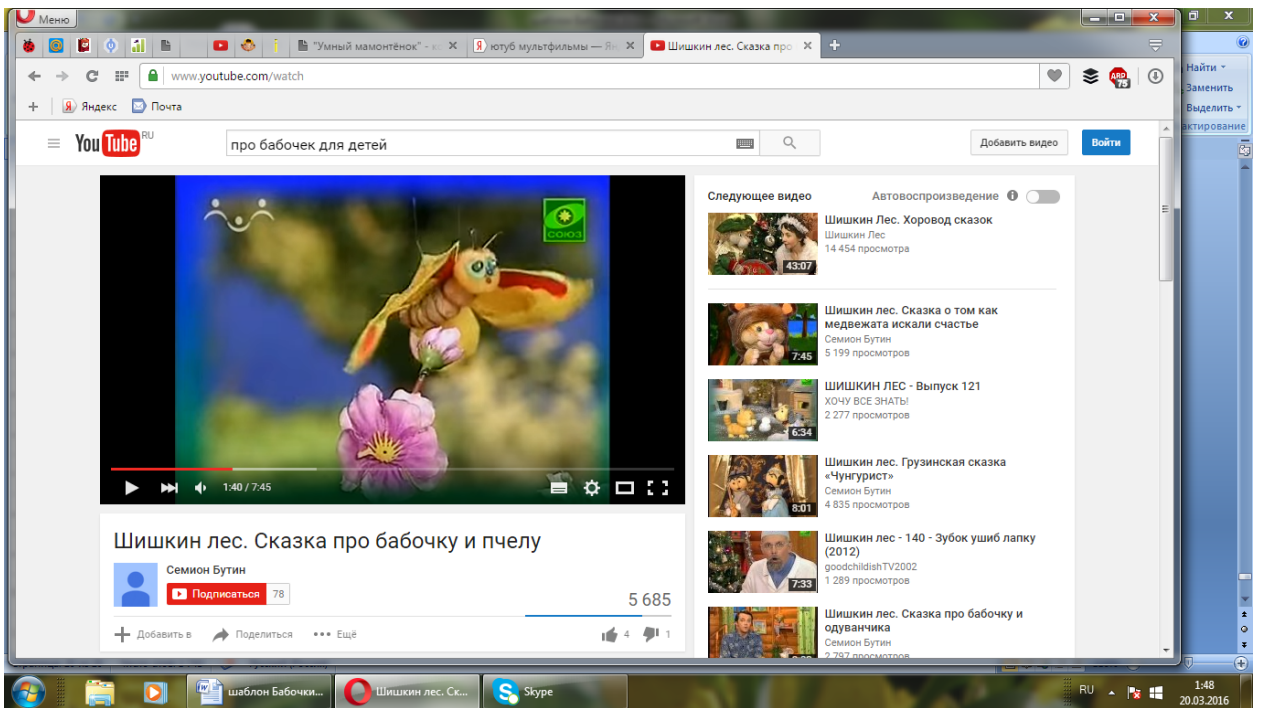 Меню
"Умный мамонтёнок" - к
ютуб мультфильмы — Ян
Шишкин лес. Сказка про
www.youtube.com/watch
ABP
75
+ Я Яндекс Почта
Найти
Заменить
Выделить
актирование
YouTube RU
про бабочек для детей
Добавить видео
Войти
СОЮЗ
1:40 / 7:45
Шишкин лес. Сказка про бабочку и пчелу
Семион Бутин
Подписаться 78
5 685
Добавить в Поделиться ••• Ещё 4 1
Следующее видео Автовоспроизведение
Шишкин Лес. Хоровод сказок
Шишкин Лес
14 454 просмотра
43:07
Шишкин лес. Сказка о том как
медвежата искали счастье
Семион Бутин
5 199 просмотров
7:45
ШИШКИН ЛЕС - Выпуск 121
ХОЧУ ВСЕ ЗНАТЬ!
2 277 просмотров
6:34
Шишкин лес. Грузинская сказка
«Чунгурист»
Семион Бутин
4 835 просмотров
8:01
Шишкин лес - 140 - Зубок ушиб лапку
(2012)
goodchildishTV2002
1 289 просмотров
7:33
Шишкин лес. Сказка про бабочку и
одуванчика
Семион Бутин
2 797 просмотров
шаблон Бабочки...
Шишкин лес. Ск...
Skype
RU
1:48
20.03.2016